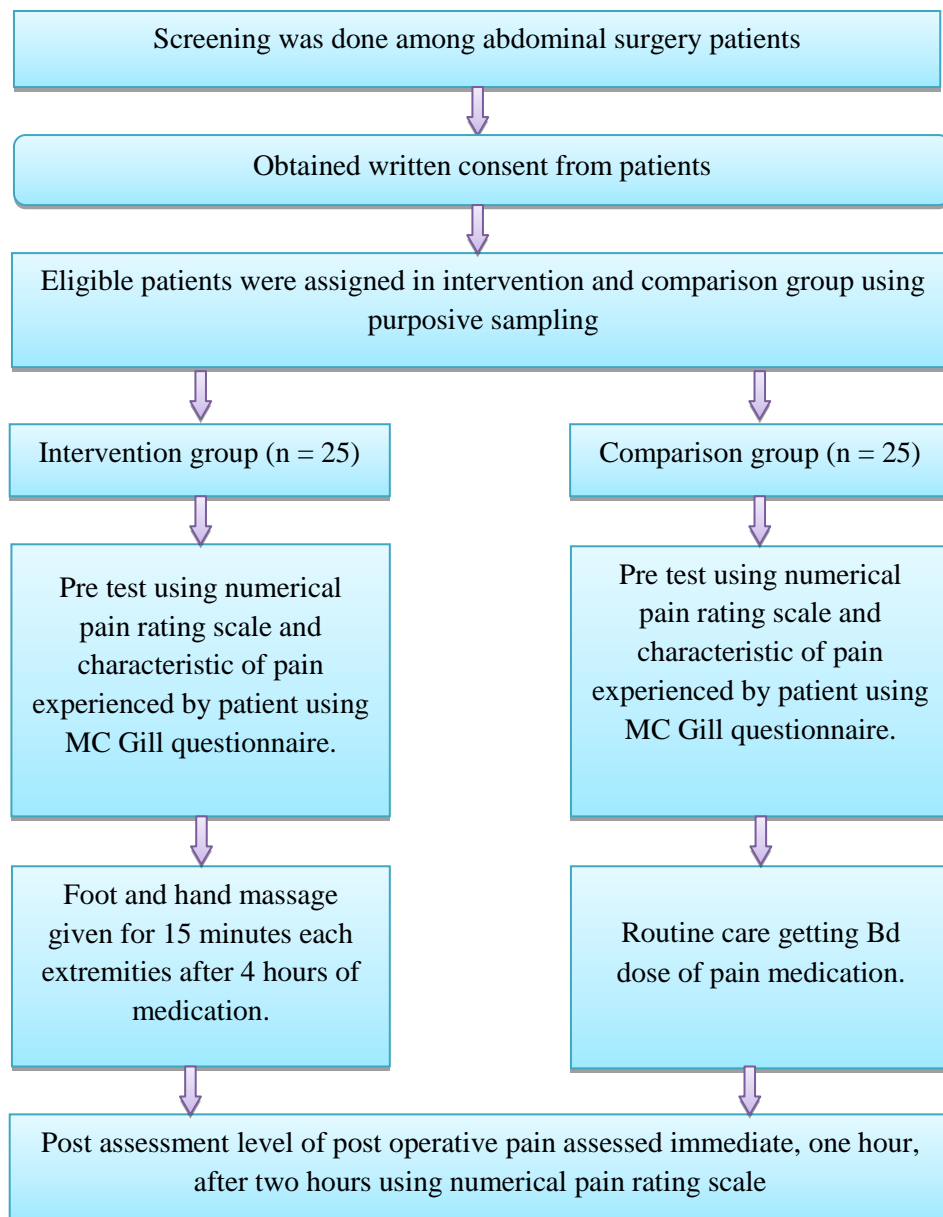 Screening was done among abdominal surgery patients
Obtained written consent from patients
Eligible patients were assigned in intervention and comparison group using
purposive sampling
Intervention group (n = 25)
Comparison group (n = 25)
Pre test using numerical
pain rating scale and
characteristic of pain
experienced by patient using
MC Gill questionnaire.
Pre test using numerical
pain rating scale and
characteristic of pain
experienced by patient using
MC Gill questionnaire.
Foot and hand massage
given for 15 minutes each
extremities after 4 hours of
medication.
Routine care getting Bd
dose of pain medication.
Post assessment level of post operative pain assessed immediate, one hour,
after two hours using numerical pain rating scale